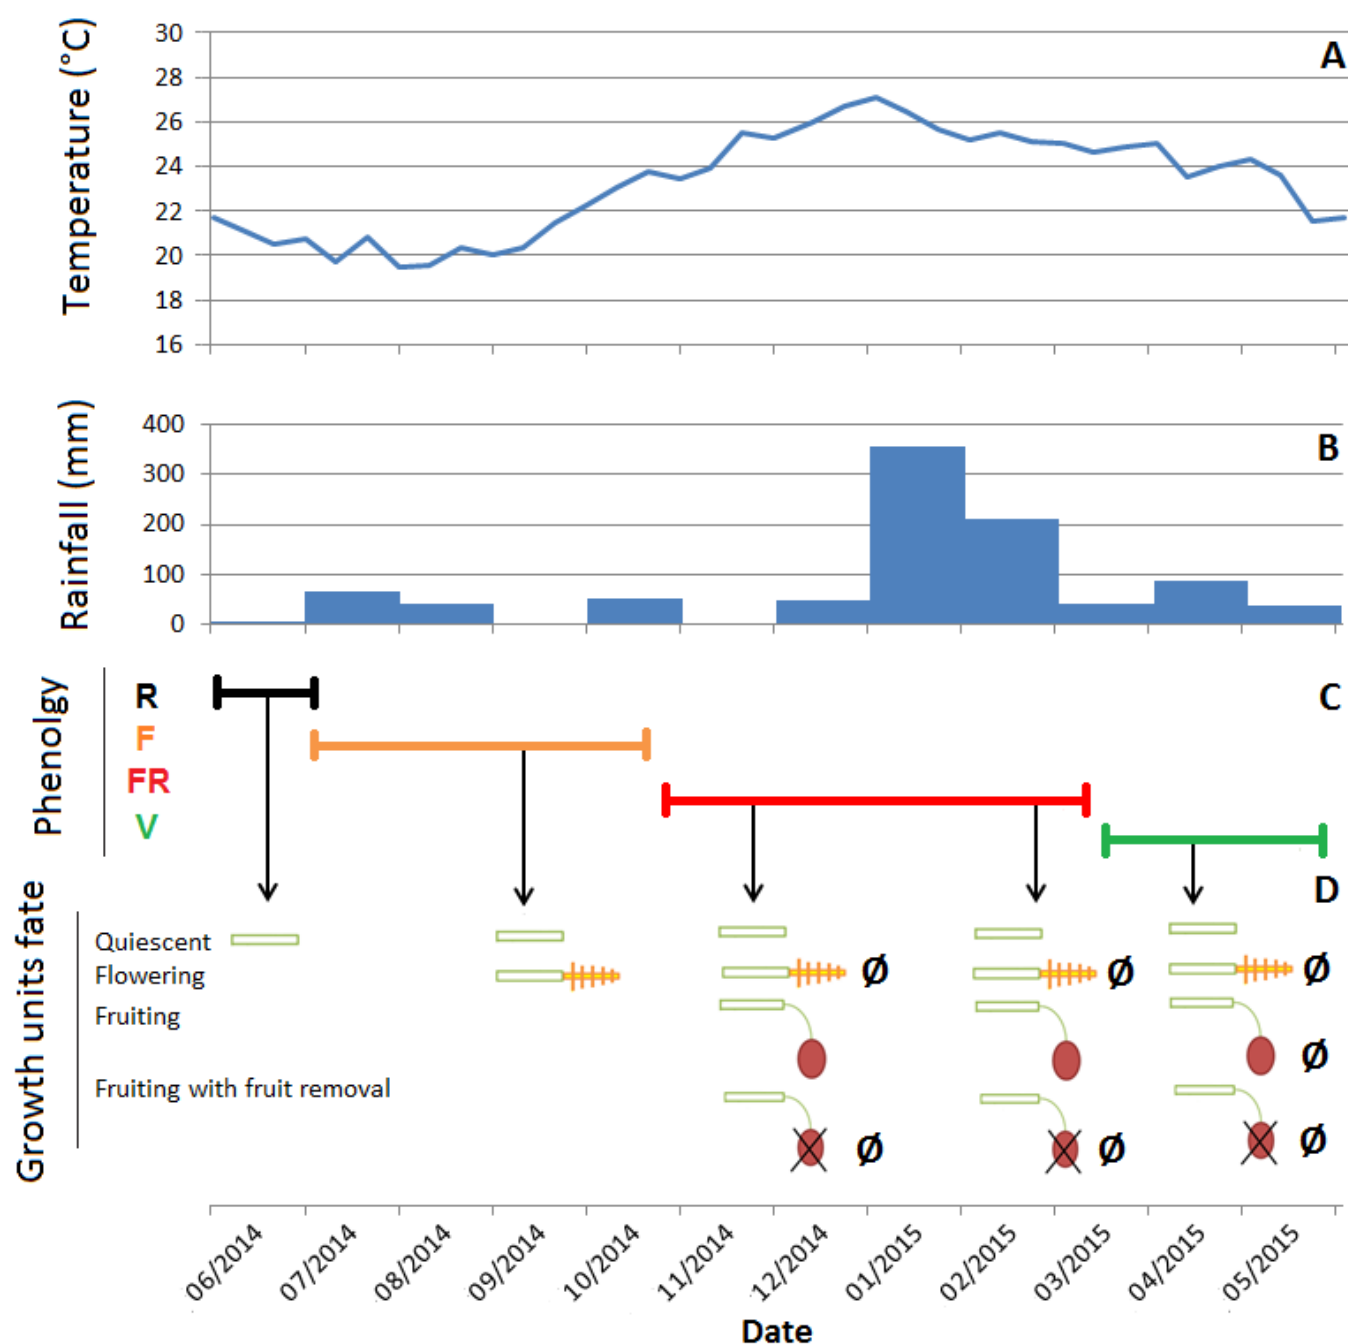 A
Temperature (°C)
30
28
26
24
22
20
18
16
B
Rainfall (mm)
400
300
200
100
0
C
Phenolgy
R
F
FR
V
D
Growth units fate
Quiescent
Flowering
Ø Ø Ø
Fruiting
Ø
Fruiting with fruit removal
Ø Ø Ø
06/2014 07/2014 08/2014 09/2014 10/2014 11/2014 12/2014 01/2015 02/2015 03/2015 04/2015 05/2015
Date